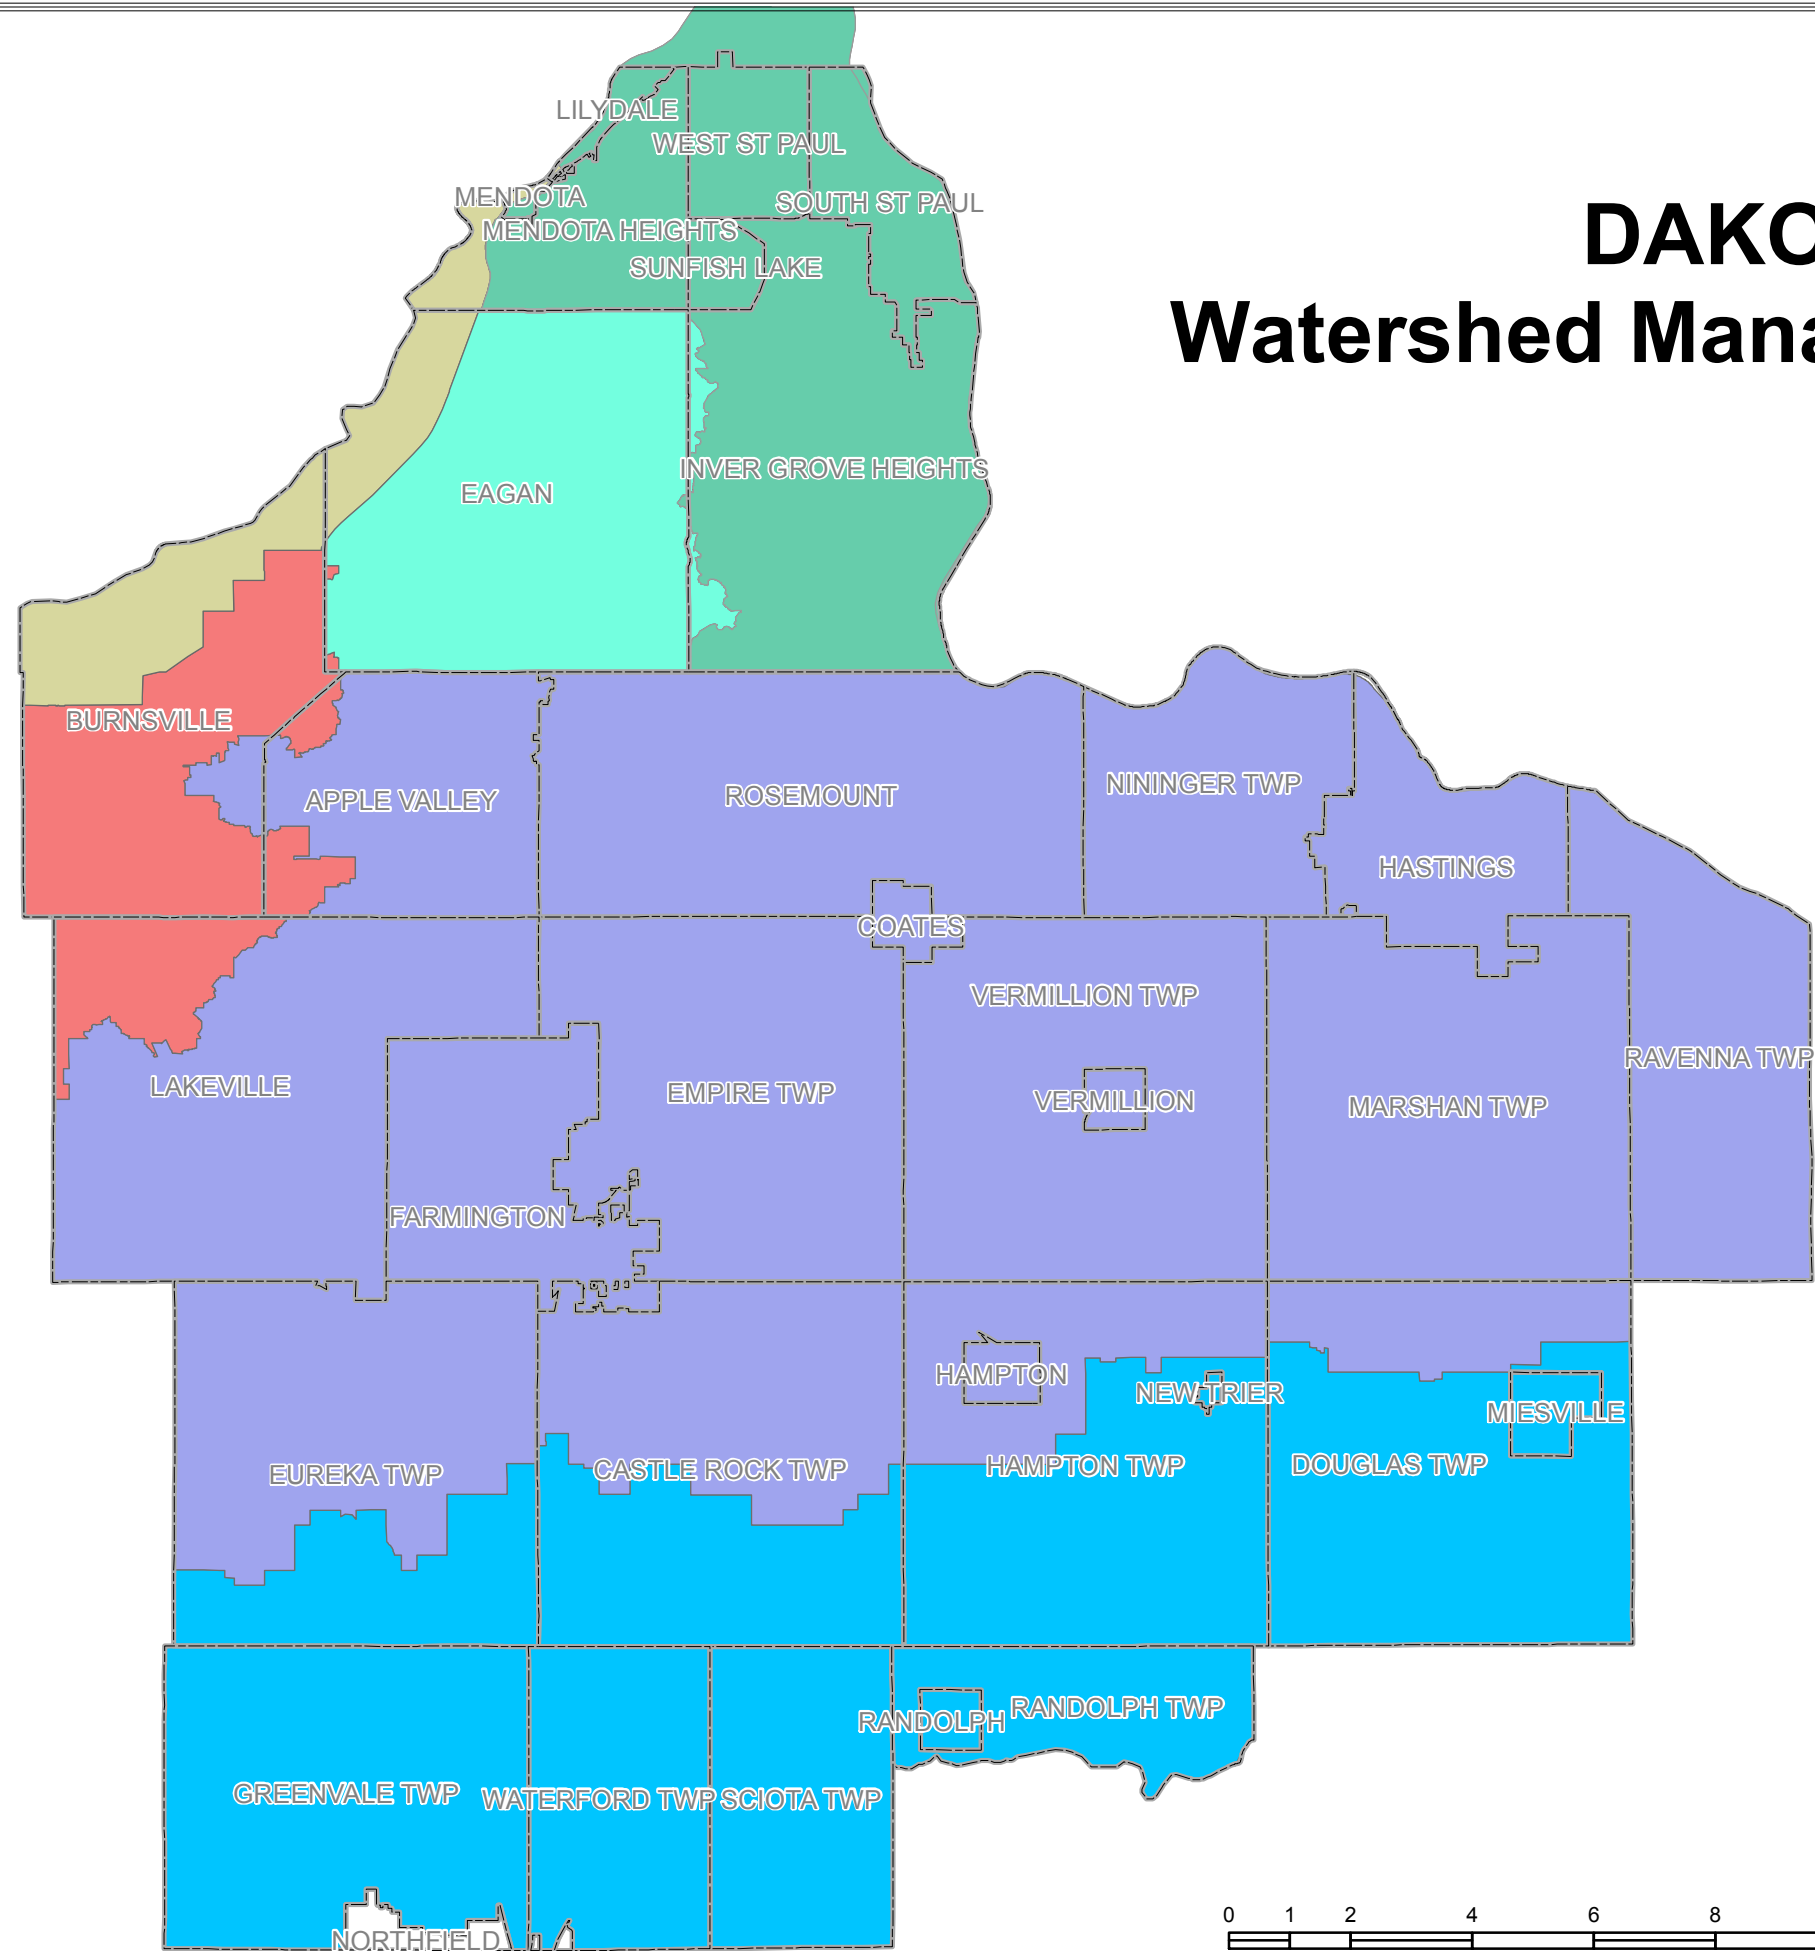 LILYDALE
WEST ST PAUL
MENDOTA
SOUTH ST PAUL
DAKO
MENDOTA HEIGHTS
SUNFISH LAKE
Watershed Mana
INVER GROVE HEIGHTS
EAGAN
BURNSVILLE
APPLE VALLEY
ROSEMOUNT
NININGER TWP
HASTINGS
COATES
VERMILLION TWP
RAVENNA TWP
LAKEVILLE
EMPIRE TWP
VERMILLION
MARSHAN TWP
FARMINGTON
HAMPTON
NEW TRIER
MIESVILLE
EUREKA TWP
CASTLE ROCK TWP
HAMPTON TWP
DOUGLAS TWP
RANDOLPH
RANDOLPH TWP
GREENVALE TWP
WATERFORD TWP
SCIOTA TWP
NORTHFIELD
0 1 2 4 6 8